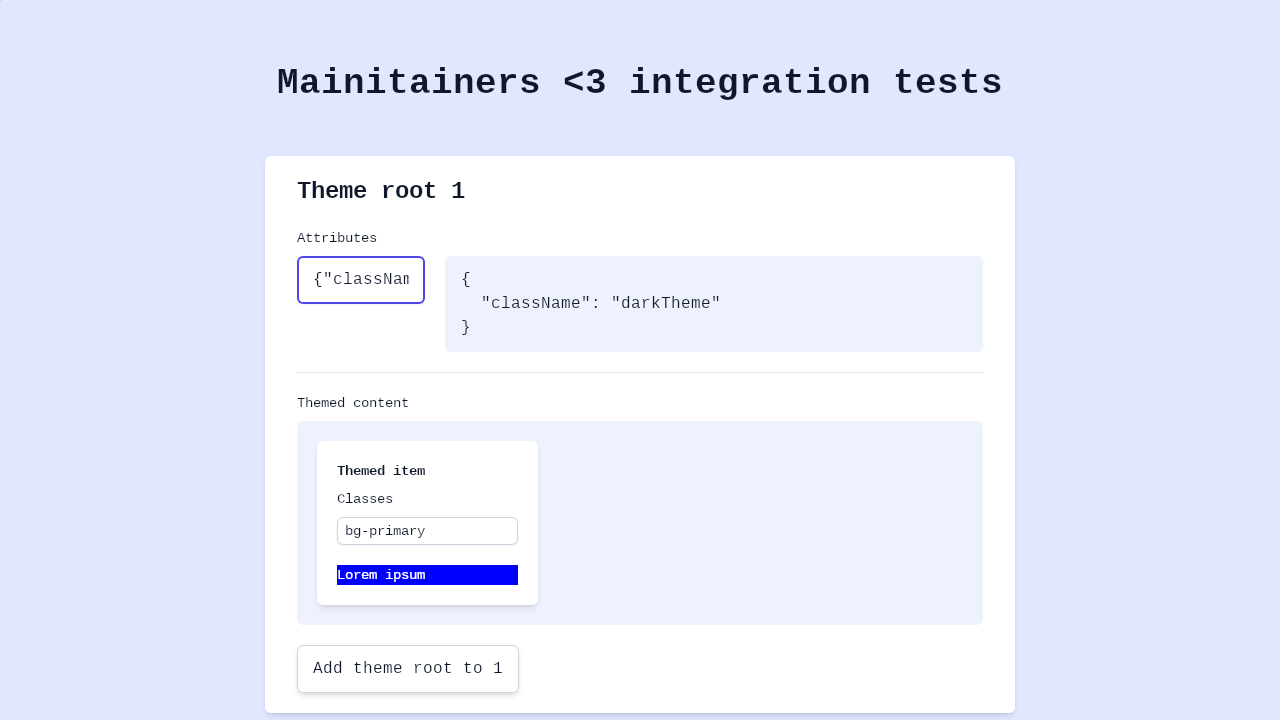 Mainitainers <3 integration tests
Theme root 1
Attributes
{"classNam
{
"className": "darkTheme"
}
Themed content
Themed item
Classes
bg-primary
Lorem ipsum
Add theme root to 1